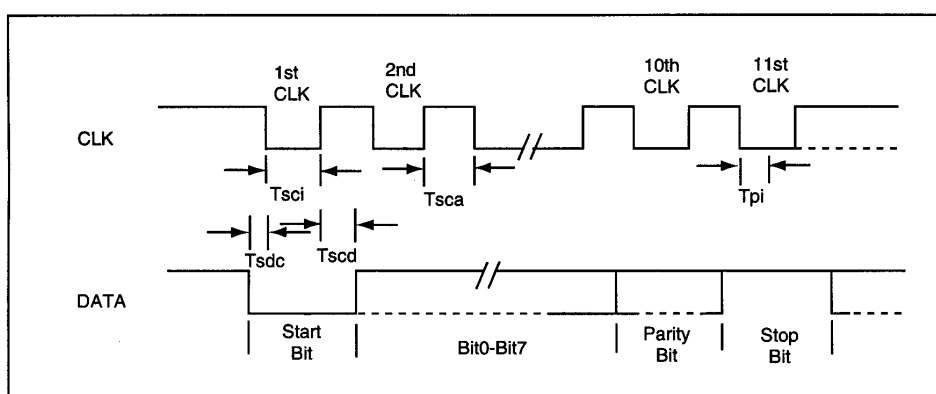 1st
CLK
2nd
CLK
10th
CLK
11st
CLK
CLK
Tsci
Tsca
Tpi
Tsdc
Tscd
DATA
Start
Bit
Bit0-Bit7
Parity
Bit
Stop
Bit